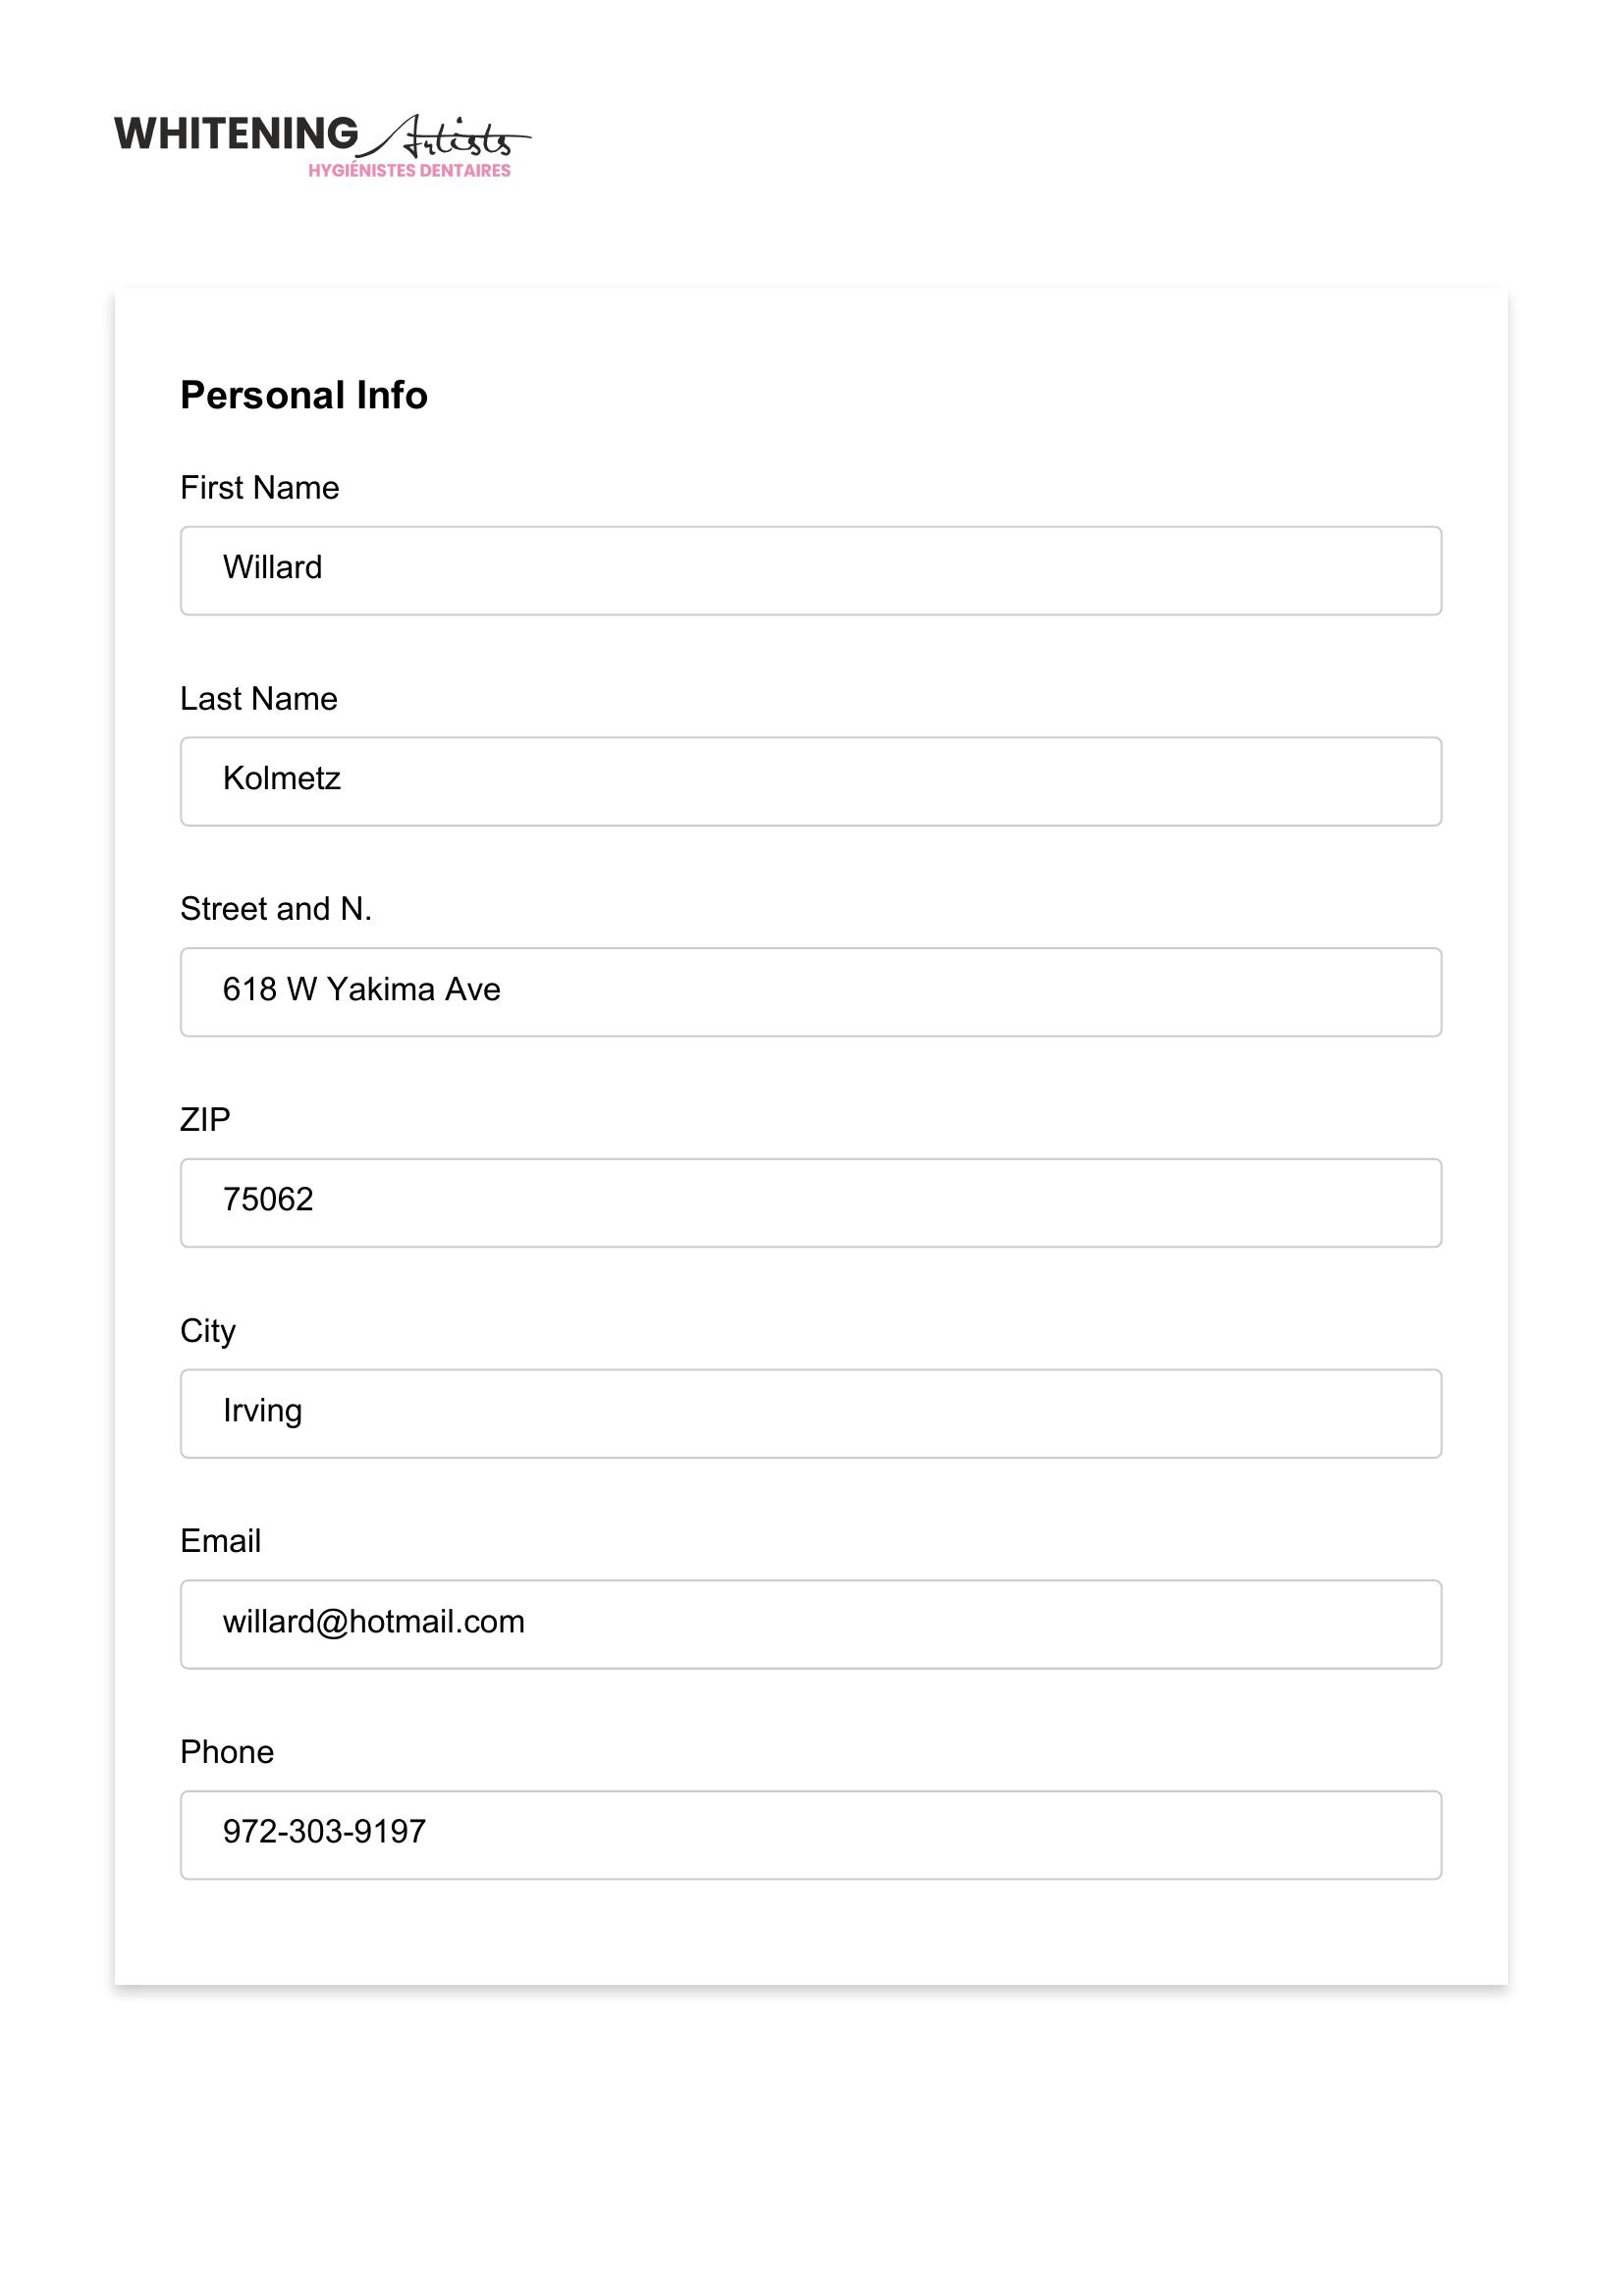 WHITENING Artists
HYGIÉNISTES DENTAIRES
Personal Info
First Name
Willard
Last Name
Kolmetz
Street and N.
618 W Yakima Ave
ZIP
75062
City
Irving
Email
willard@hotmail.com
Phone
972-303-9197